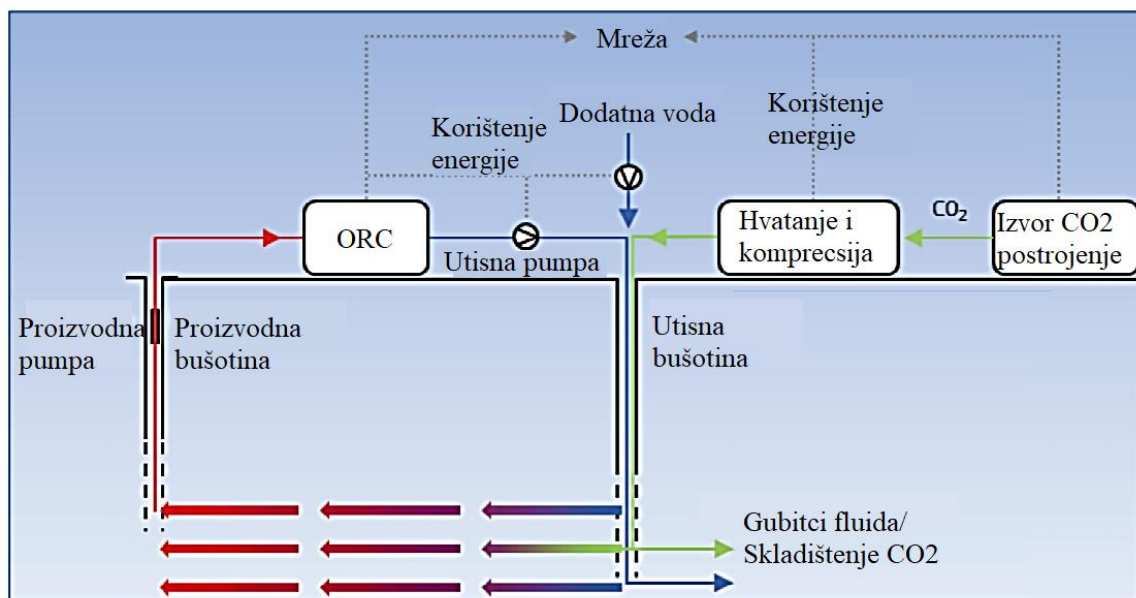 Mreža
Dodatna voda
Korištenje
energije
Korištenje
energije
ORC
Utisna pumpa
Hvatanje i
komprecsija
CO2
Izvor CO2
postrojenje
Proizvodna
pumpa
Proizvodna
bušotina
Utisna
bušotina
Gubitci fluida/
Skladištenje CO2